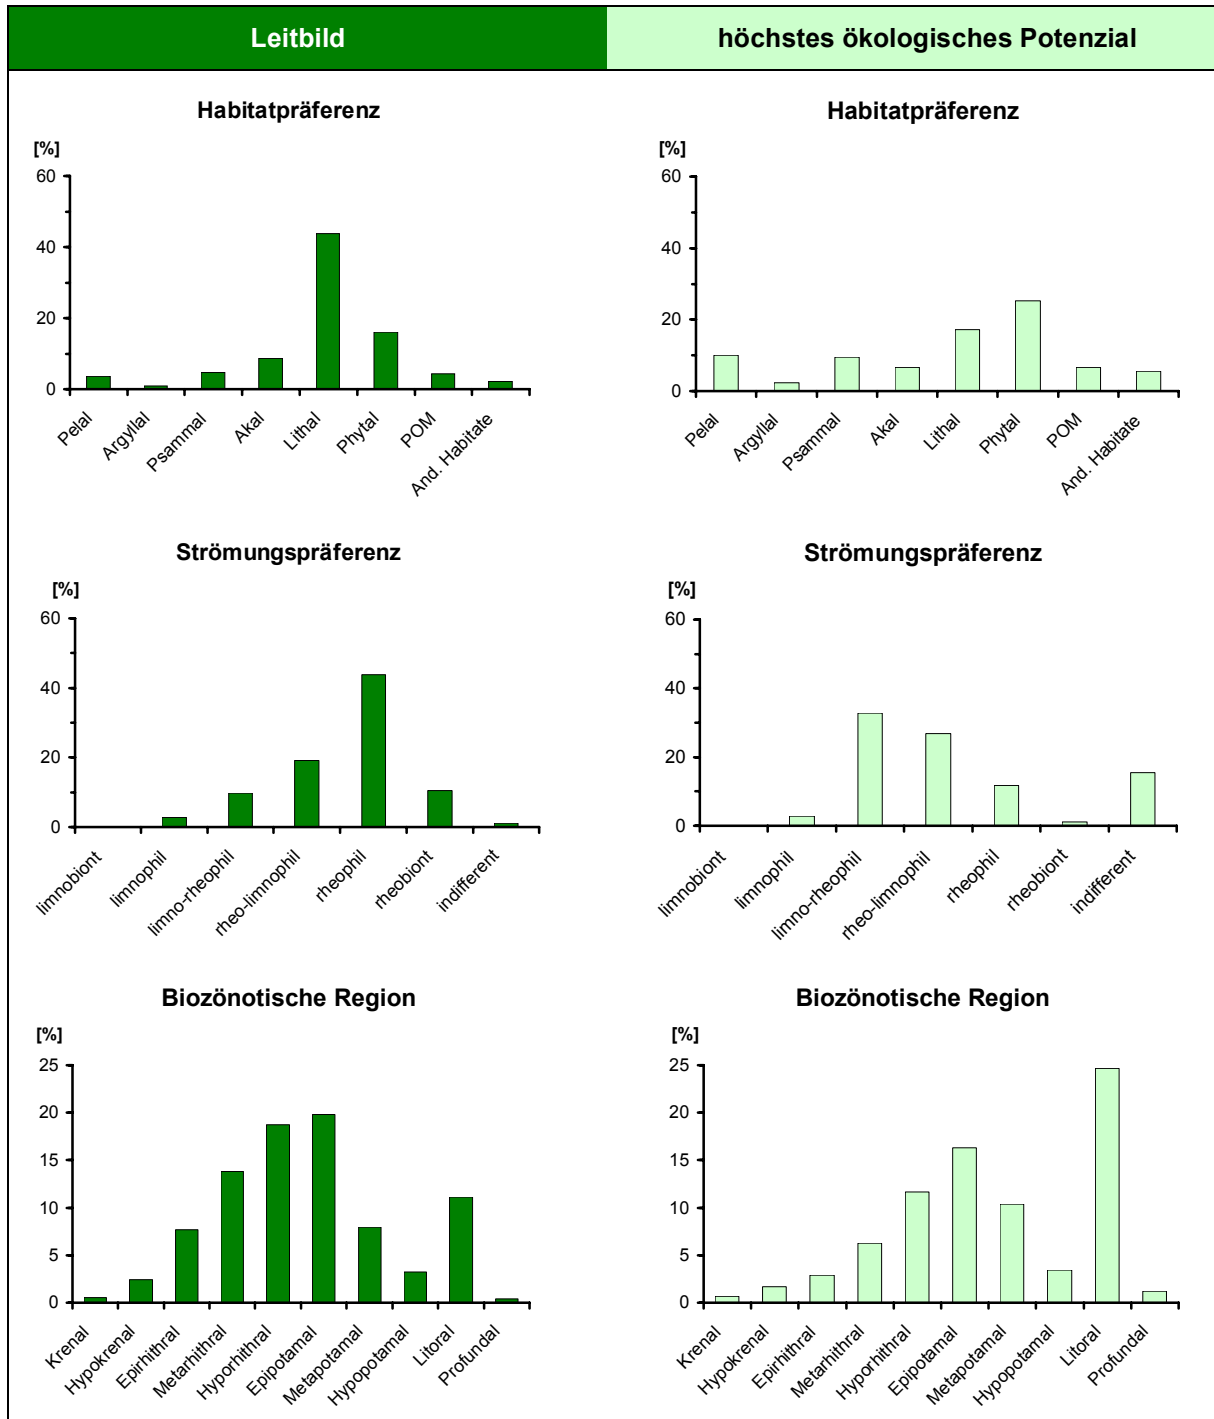 Leitbild
höchstes ökologisches Potenzial
Habitatpräferenz
[%]
60
40
20
0
Pelal
Argyllal
Psammal
Akal
Lithal
Phytal
POM
And. Habitate
Habitatpräferenz
[%]
60
40
20
0
Pelal
Argyllal
Psammal
Akal
Lithal
Phytal
POM
And. Habitate
Strömungspräferenz
[%]
60
40
20
0
limnobiont
limnophil
limno-rheophil
rheo-limnophil
rheophil
rheobiont
indifferent
Strömungspräferenz
[%]
60
40
20
0
limnobiont
limnophil
limno-rheophil
rheo-limnophil
rheophil
rheobiont
indifferent
Biozönotische Region
[%]
25
20
15
10
5
0
Krenal
Hypokrenal
Epirhithral
Metarhithral
Hyporhithral
Epipotamal
Metapotamal
Hypopotamal
Litoral
Profundal
Biozönotische Region
[%]
25
20
15
10
5
0
Krenal
Hypokrenal
Epirhithral
Metarhithral
Hyporhithral
Epipotamal
Metapotamal
Hypopotamal
Litoral
Profundal